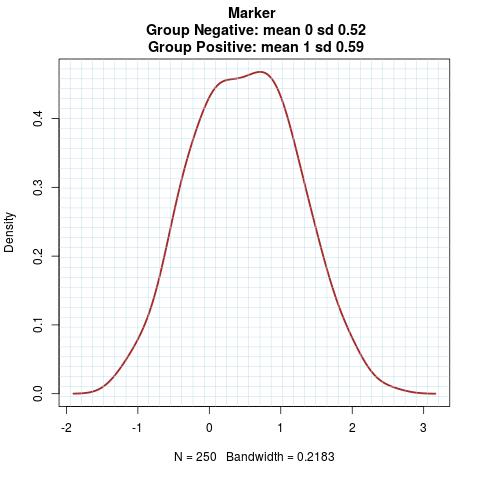 Marker
Group Negative: mean 0 sd 0.52
Group Positive: mean 1 sd 0.59
Density
0.4
0.3
0.2
0.1
0.0
-2 -1 0 1 2 3
N = 250 Bandwidth = 0.2183